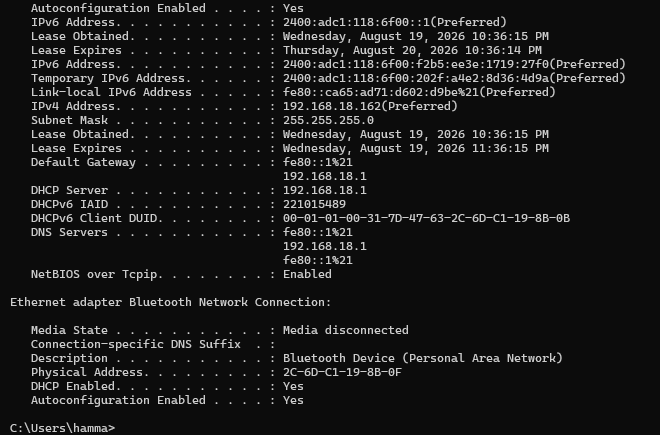 Autoconfiguration Enabled . . . . : Yes
IPv6 Address. . . . . . . . . . . : 2400:adc1:118:6f00::1(Preferred)
Lease Obtained. . . . . . . . . . : Wednesday, August 19, 2026 10:36:15 PM
Lease Expires . . . . . . . . . . : Thursday, August 20, 2026 10:36:14 PM
IPv6 Address. . . . . . . . . . . : 2400:adc1:118:6f00:f2b5:ee3e:1719:27f0(Preferred)
Temporary IPv6 Address. . . . . . : 2400:adc1:118:6f00:202f:a4e2:8d36:4d9a(Preferred)
Link-local IPv6 Address . . . . . : fe80::ca65:ad71:d602:d9be%21(Preferred)
IPv4 Address. . . . . . . . . . . : 192.168.18.162(Preferred)
Subnet Mask . . . . . . . . . . . : 255.255.255.0
Lease Obtained. . . . . . . . . . : Wednesday, August 19, 2026 10:36:15 PM
Lease Expires . . . . . . . . . . : Wednesday, August 19, 2026 11:36:15 PM
Default Gateway . . . . . . . . . : fe80::1%21
192.168.18.1
DHCP Server . . . . . . . . . . . : 192.168.18.1
DHCPv6 IAID . . . . . . . . . . . : 221015489
DHCPv6 Client DUID. . . . . . . . : 00-01-01-00-31-7D-47-63-2C-6D-C1-19-8B-0B
DNS Servers . . . . . . . . . . . : fe80::1%21
192.168.18.1
fe80::1%21
NetBIOS over Tcpip. . . . . . . . : Enabled
Ethernet adapter Bluetooth Network Connection:
Media State . . . . . . . . . . . : Media disconnected
Connection-specific DNS Suffix  . :
Description . . . . . . . . . . . : Bluetooth Device (Personal Area Network)
Physical Address. . . . . . . . . : 2C-6D-C1-19-8B-0F
DHCP Enabled. . . . . . . . . . . : Yes
Autoconfiguration Enabled . . . . : Yes
C:\Users\hamma>